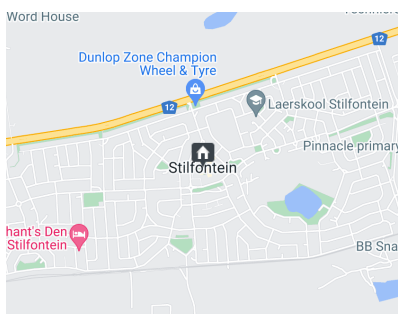 Word House
12
Dunlop Zone Champion
Wheel & Tyre
12
Laerskool Stilfontein
Pinnacle primary
Stilfontein
hant's Den
Stilfontein
BB Sna